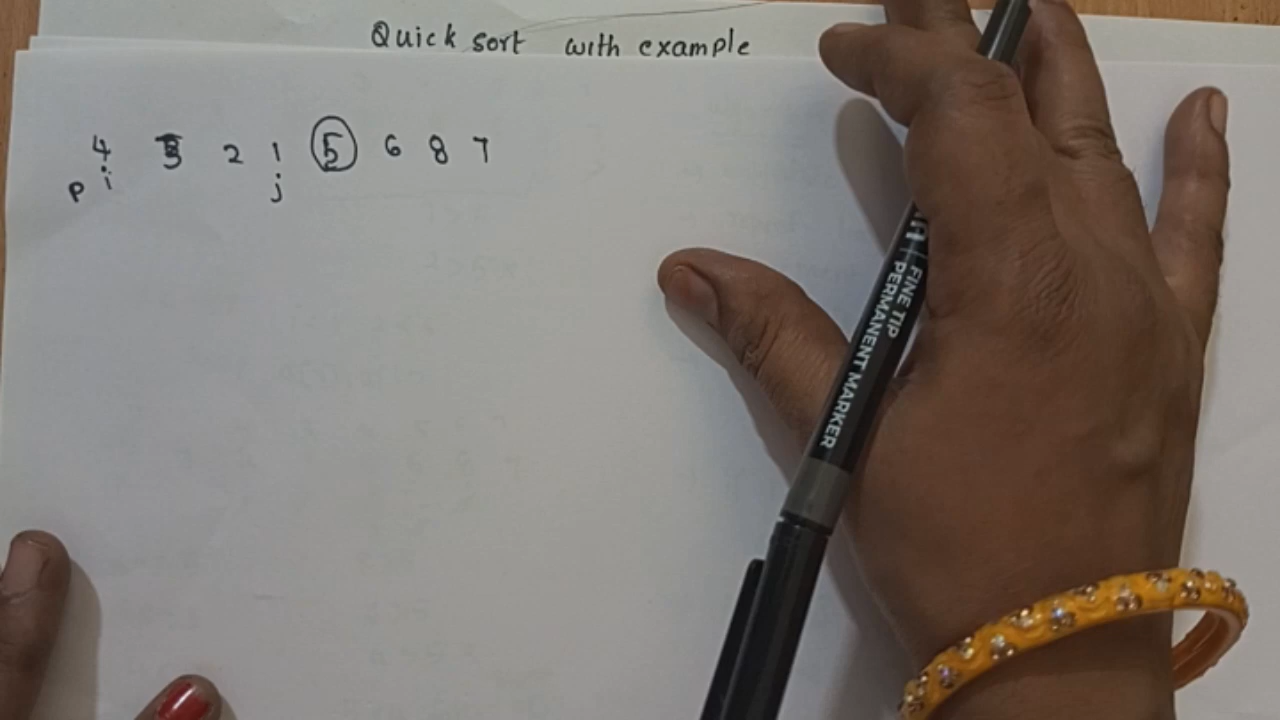 Quick sort with example
4 3 2 1 5 6 8 7
p i j
FINE TIP
PERMANENT MARKER